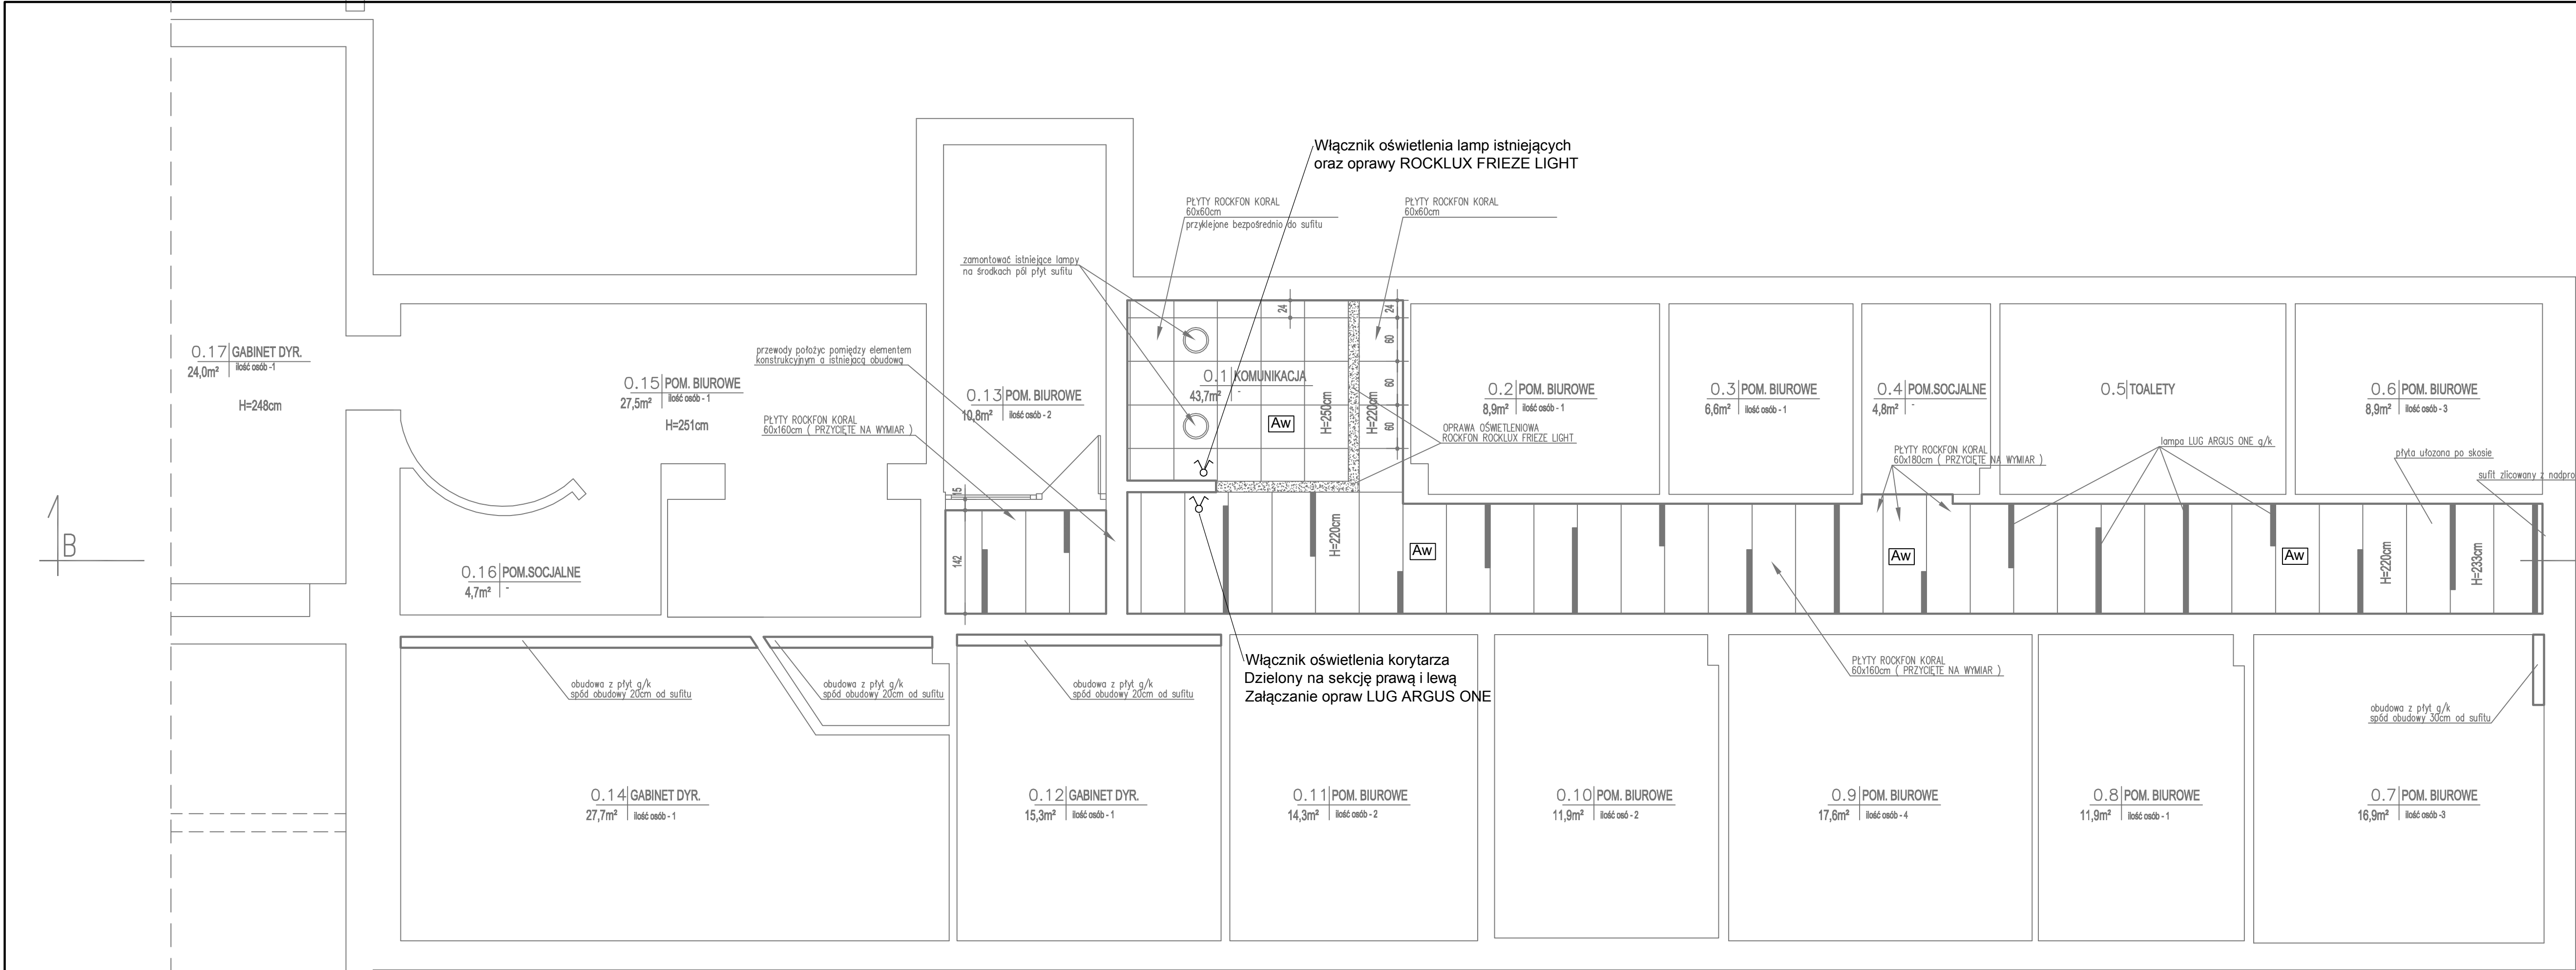 Włącznik oświetlenia lamp istniejących
oraz oprawy ROCKLUX FRIEZE LIGHT
PŁYTY ROCKFON KORAL
60x60cm
przyklejone bezpośrednio do sufitu
PŁYTY ROCKFON KORAL
60x60cm
zamontować istniejące lampy
na środkach pól płyt sufitu
24
24
60
60
60
0.17 GABINET DYR.
24,0m² ilość osób -1
H=248cm
0.15 POM. BIUROWE
27,5m² ilość osób - 1
H=251cm
przewody położyc pomiędzy elementem
konstrukcyjnym a istniejącą obudową
PŁYTY ROCKFON KORAL
60x160cm ( PRZYCIĘTE NA WYMIAR )
0.13 POM. BIUROWE
10,8m² ilość osób - 2
0.1 KOMUNIKACJA
43,7m² -
Aw
H=250cm
H=220cm
OPRAWA OŚWIETLENIOWA
ROCKFON ROCKLUX FRIEZE LIGHT
0.2 POM. BIUROWE
8,9m² ilość osób - 1
0.3 POM. BIUROWE
6,6m² ilość osób - 1
0.4 POM.SOCJALNE
4,8m² -
0.5 TOALETY
0.6 POM. BIUROWE
8,9m² ilość osób - 3
PŁYTY ROCKFON KORAL
60x180cm ( PRZYCIĘTE NA WYMIAR )
lampa LUG ARGUS ONE g/k
płyta ułozona po skosie
sufit zlicowany z nadpro
15
142
B
0.16 POM.SOCJALNE
4,7m² -
H=220cm
Aw
Aw
Aw
H=220cm
H=233cm
Włącznik oświetlenia korytarza
Dzielony na sekcję prawą i lewą
Załączanie opraw LUG ARGUS ONE
PŁYTY ROCKFON KORAL
60x160cm ( PRZYCIĘTE NA WYMIAR )
obudowa z płyt g/k
spód obudowy 20cm od sufitu
obudowa z płyt g/k
spód obudowy 20cm od sufitu
obudowa z płyt g/k
spód obudowy 20cm od sufitu
obudowa z płyt g/k
spód obudowy 30cm od sufitu
0.14 GABINET DYR.
27,7m² ilość osób - 1
0.12 GABINET DYR.
15,3m² ilość osób - 1
0.11 POM. BIUROWE
14,3m² ilość osób - 2
0.10 POM. BIUROWE
11,9m² ilość osó - 2
0.9 POM. BIUROWE
17,6m² ilość osób - 4
0.8 POM. BIUROWE
11,9m² ilość osób - 1
0.7 POM. BIUROWE
16,9m² ilość osób -3